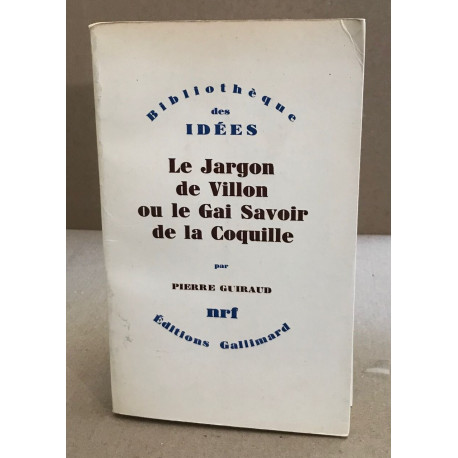 Bibliothèque
des
IDÉES
Le Jargon
de Villon
ou le Gai Savoir
de la Coquille
par
PIERRE GUIRAUD
nrf
Éditions Gallimard